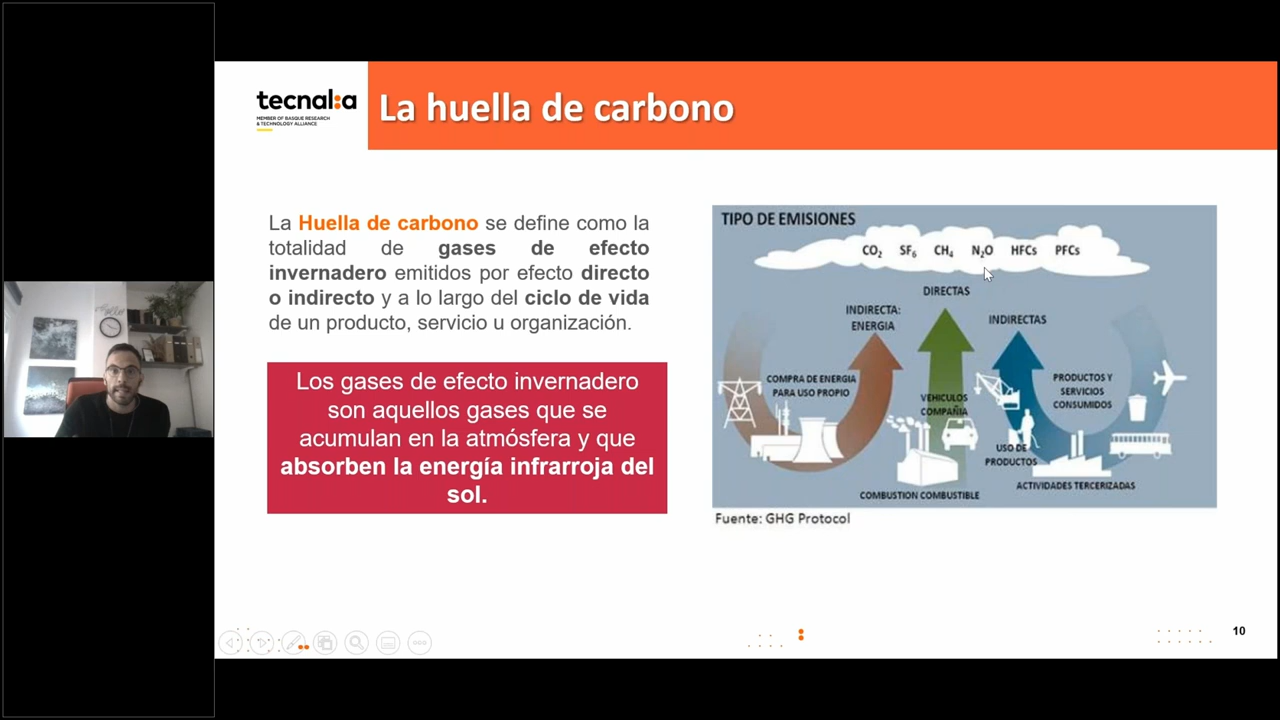 tecnal:a
MEMBER OF BASQUE RESEARCH
& TECHNOLOGY ALLIANCE
La huella de carbono
La Huella de carbono se define como la
totalidad de gases de efecto
invernadero emitidos por efecto directo
o indirecto y a lo largo del ciclo de vida
de un producto, servicio u organización.
Los gases de efecto invernadero
son aquellos gases que se
acumulan en la atmósfera y que
absorben la energía infrarroja del
sol.
TIPO DE EMISIONES
CO₂ SF₆ CH₄ N₂O HFCs PFCs
DIRECTAS
INDIRECTA:
ENERGIA
INDIRECTAS
COMPRA DE ENERGIA
PARA USO PROPIO
VEHICULOS
COMPAÑIA
PRODUCTOS Y
SERVICIOS
CONSUMIDOS
USO DE
PRODUCTOS
ACTIVIDADES TERCERIZADAS
COMBUSTION COMBUSTIBLE
Fuente: GHG Protocol
10